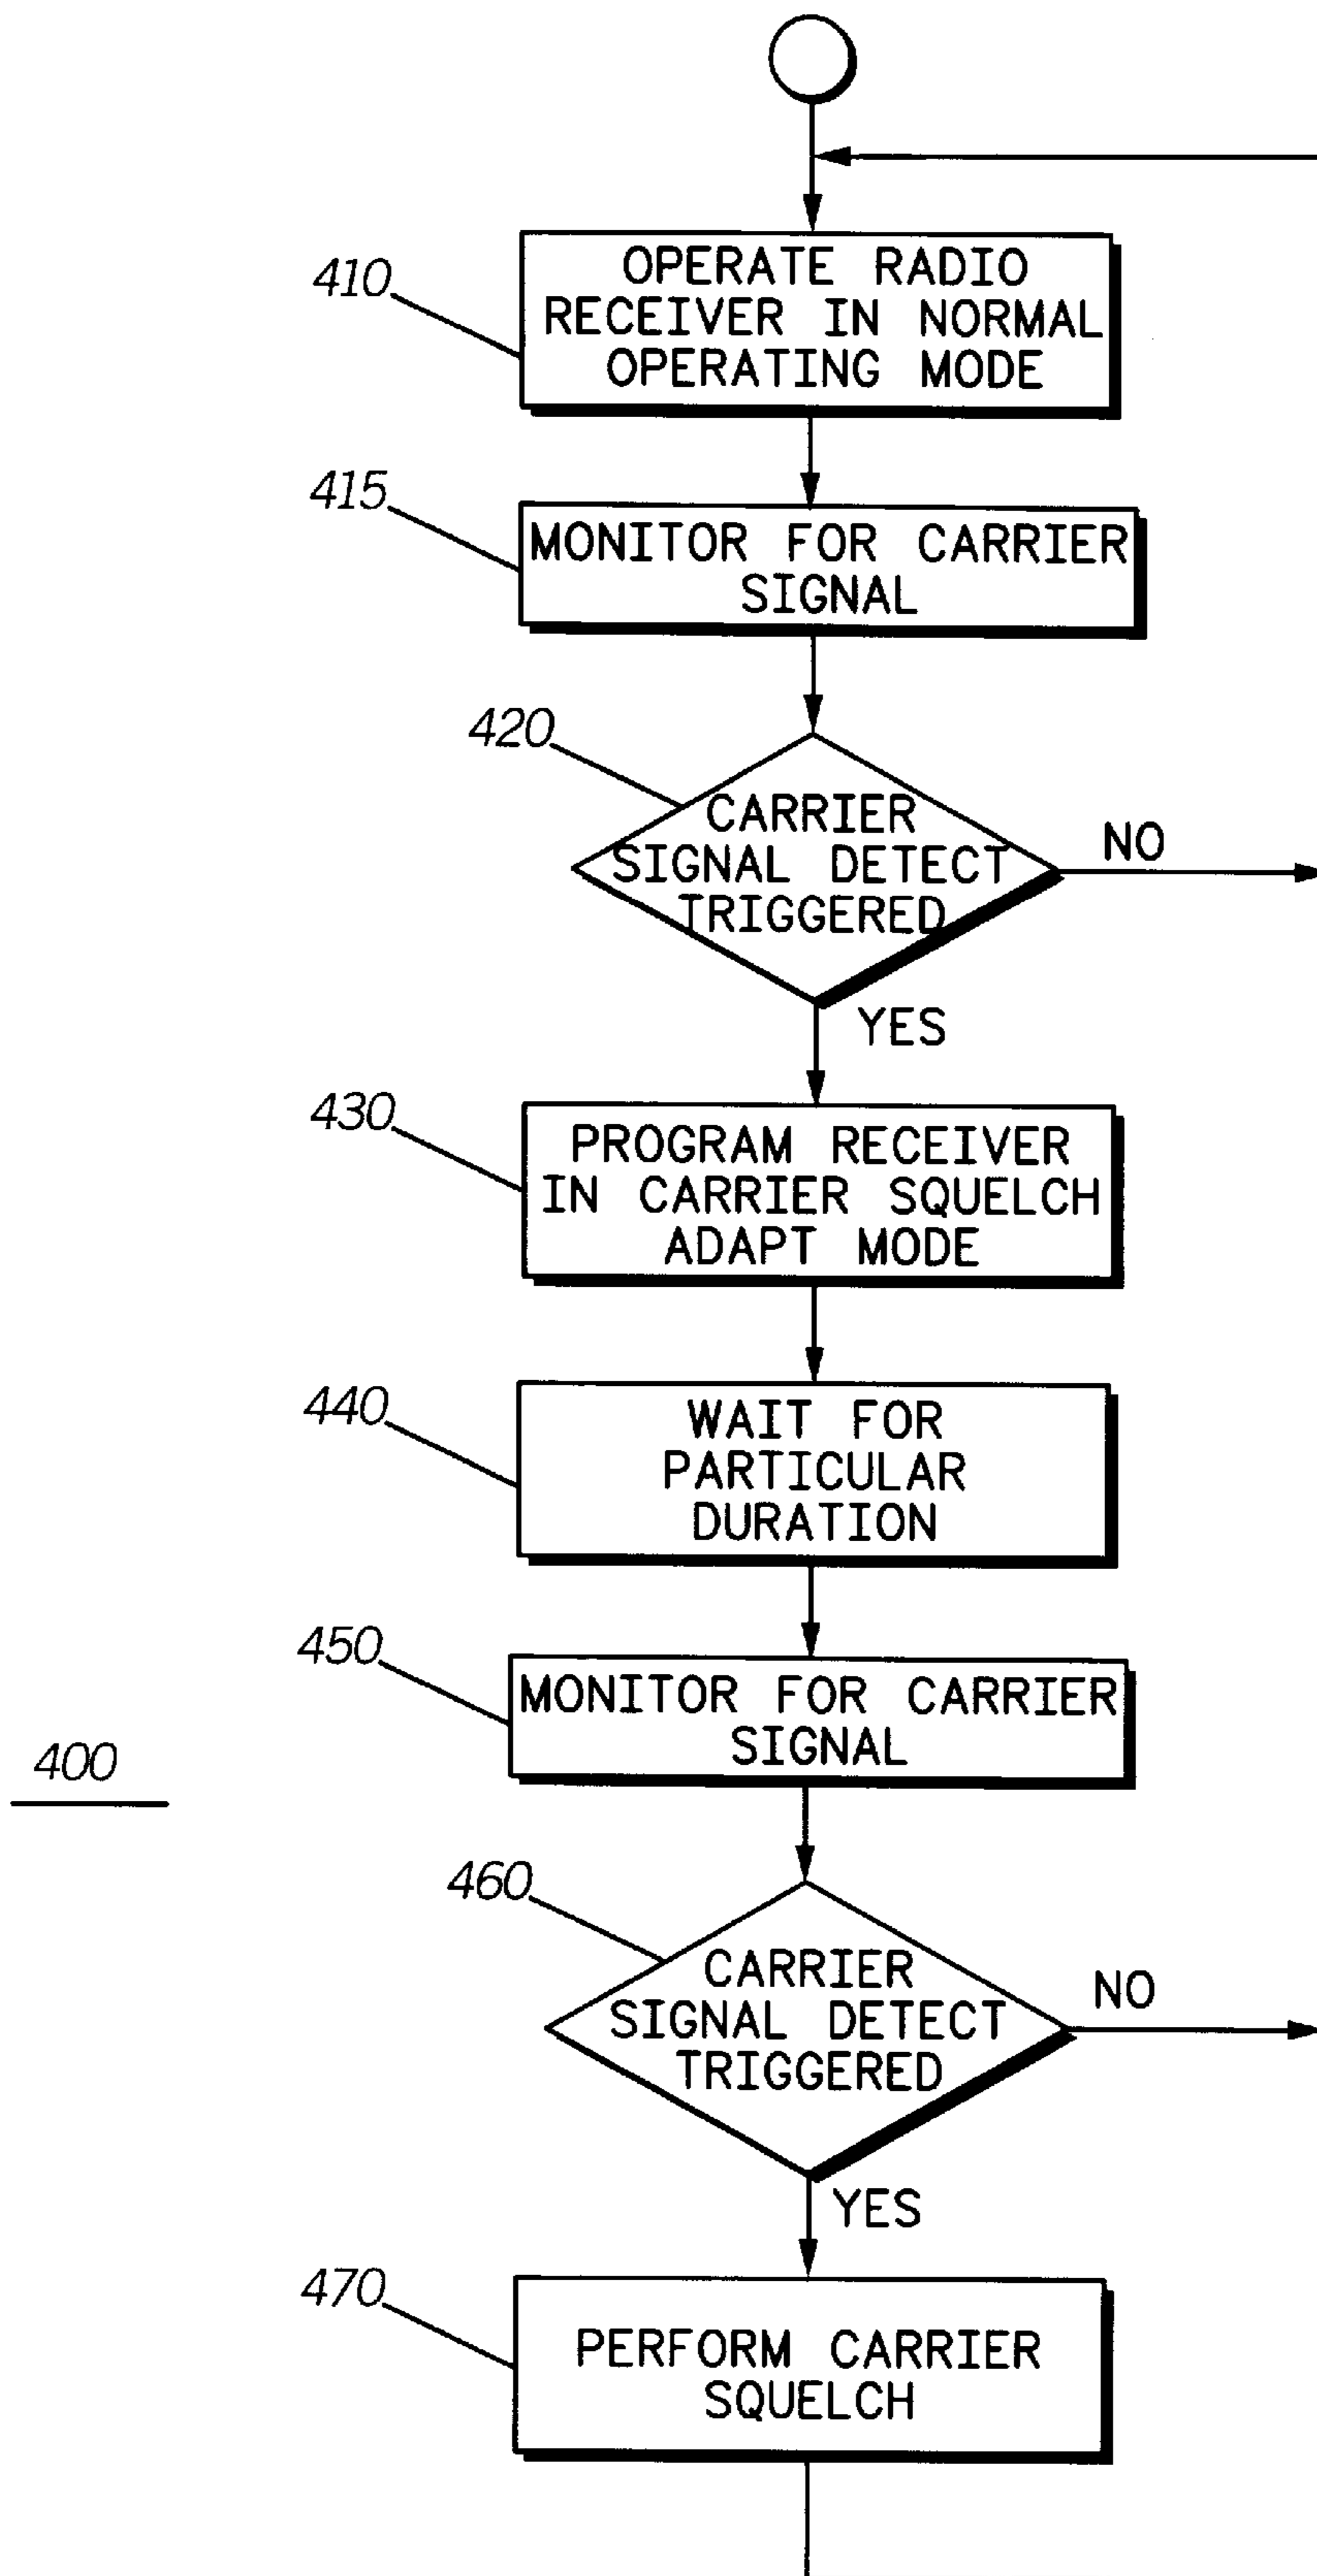 410
OPERATE RADIO
RECEIVER IN NORMAL
OPERATING MODE
415
MONITOR FOR CARRIER
SIGNAL
420
CARRIER
SIGNAL DETECT
TRIGGERED
NO
YES
430
PROGRAM RECEIVER
IN CARRIER SQUELCH
ADAPT MODE
440
WAIT FOR
PARTICULAR
DURATION
450
MONITOR FOR CARRIER
SIGNAL
400
460
CARRIER
SIGNAL DETECT
TRIGGERED
NO
YES
470
PERFORM CARRIER
SQUELCH